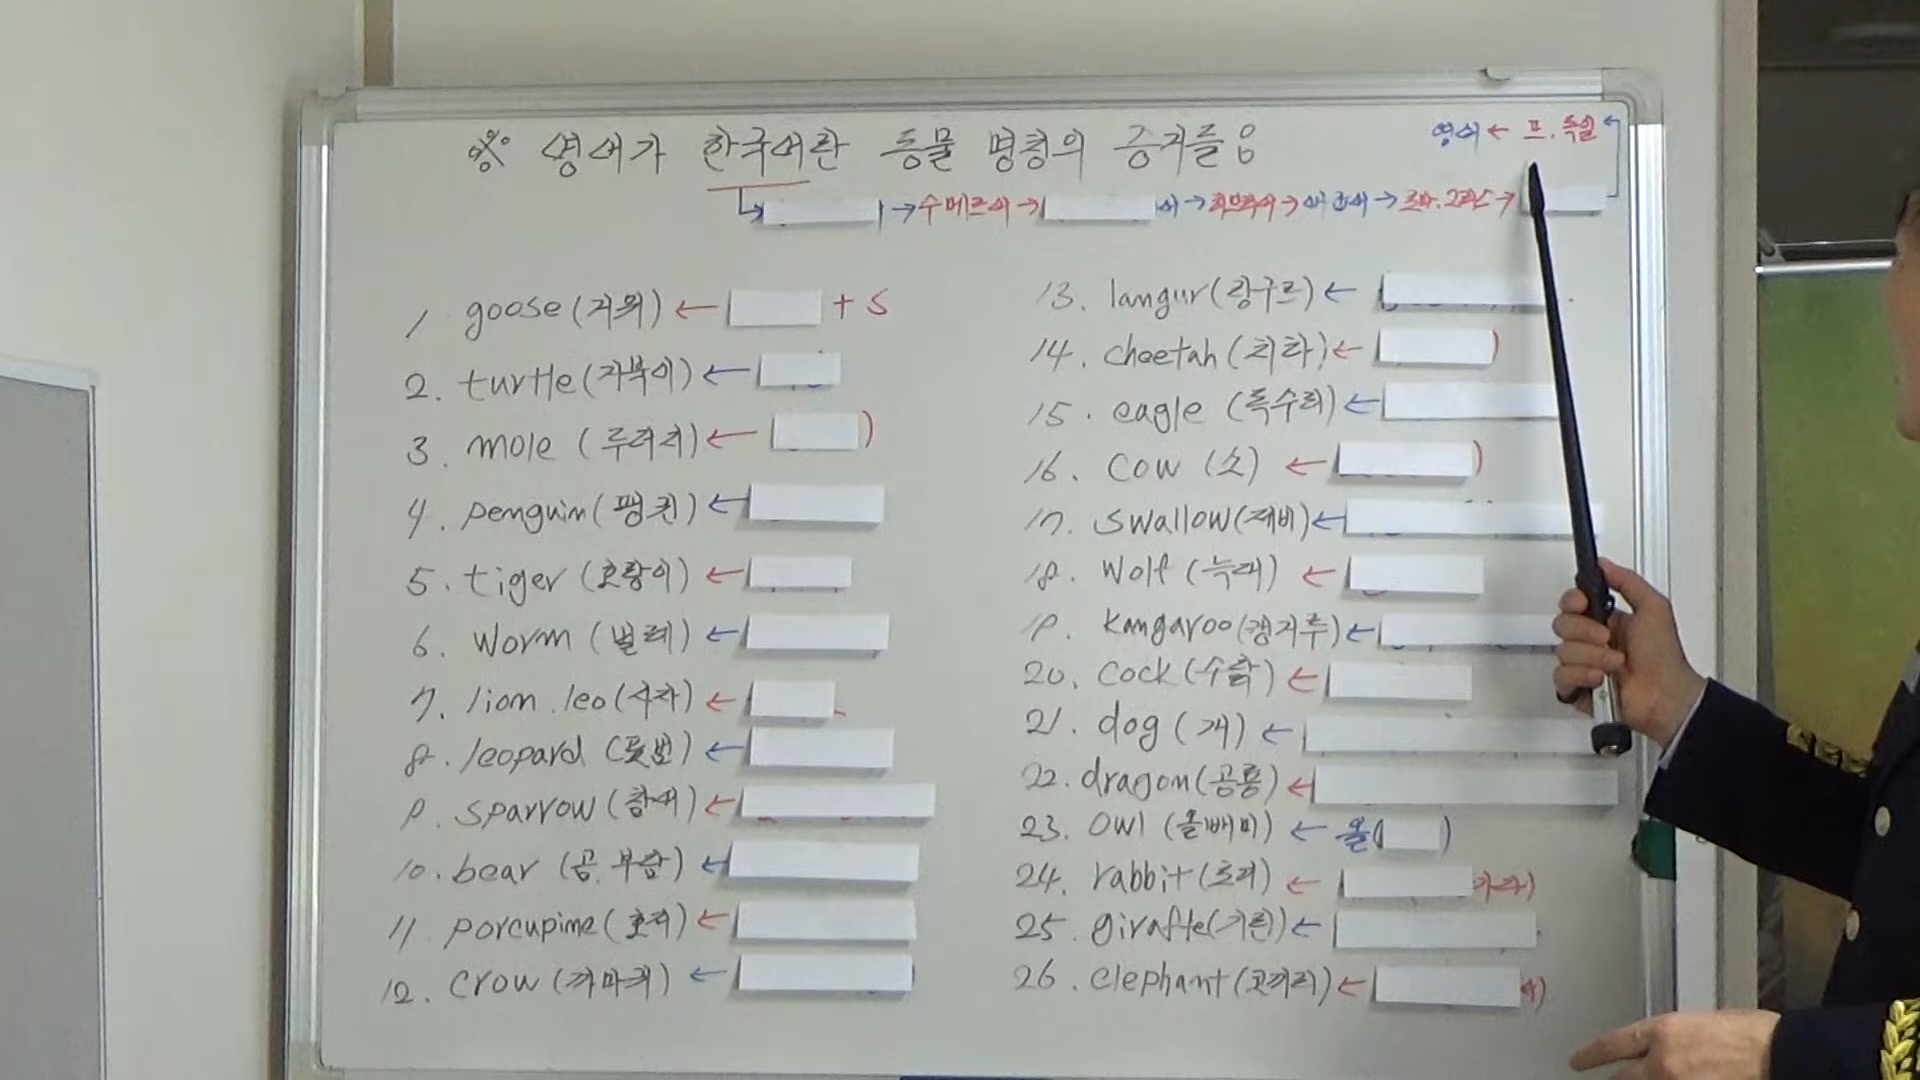 ※ 영어가 한국어란 동물 명칭의 증거들임
영어 ← 프. 독일
→ 수메르어 → 어 → 히브리어 → 라틴어 → 로마. 그리스 →
1. goose (거위) ← + s
2. turtle (거북이) ←
3. mole (두더지) ← )
4. penguin (펭귄) ←
5. tiger (호랑이) ←
6. worm (벌레) ←
7. lion. leo (사자) ←
8. leopard (표범) ←
9. sparrow (참새) ←
10. bear (곰. ) ←
11. porcupine (호저) ←
12. crow (까마귀) ←
13. langur (랑구르) ←
14. cheetah (치타) ← )
15. eagle (독수리) ←
16. cow (소) ← )
17. swallow (제비) ←
18. wolf (늑대) ←
19. kangaroo (캥거루) ←
20. cock (수탉) ←
21. dog (개) ←
22. dragon (공룡) ←
23. owl (올빼미) ← 올( )
24. rabbit (토끼) ←
25. giraffe (기린) ←
26. elephant (코끼리) ←